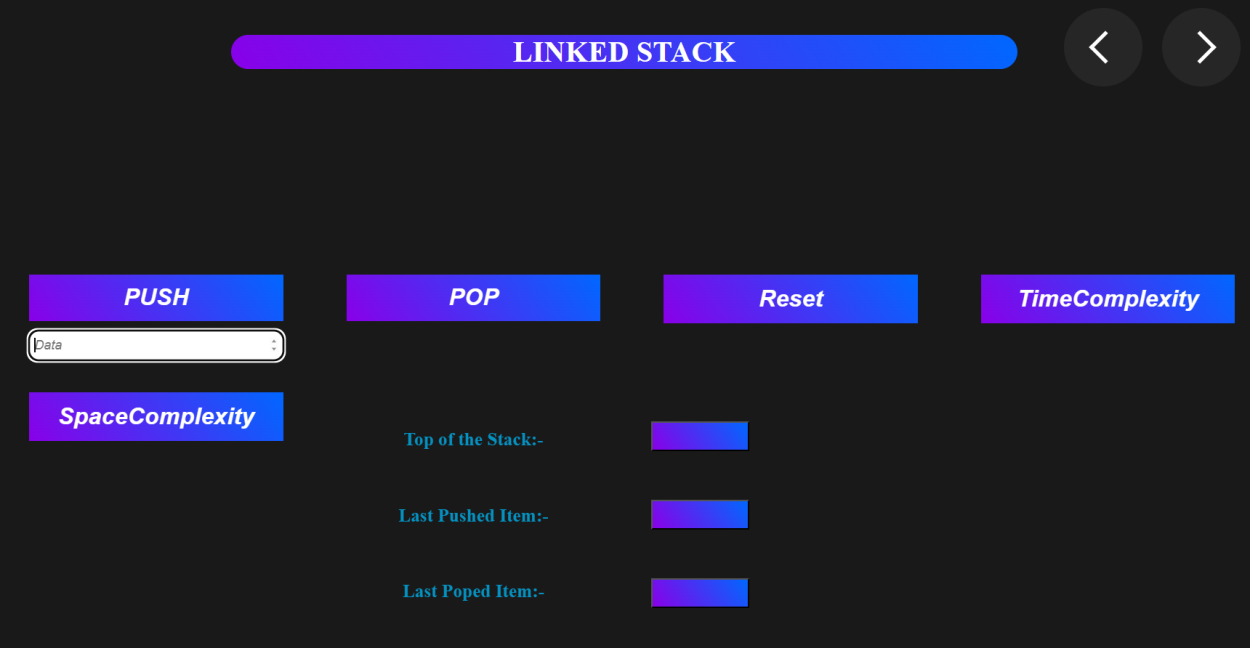 LINKED STACK
PUSH
POP
Reset
TimeComplexity
Data
SpaceComplexity
Top of the Stack:-
Last Pushed Item:-
Last Poped Item:-